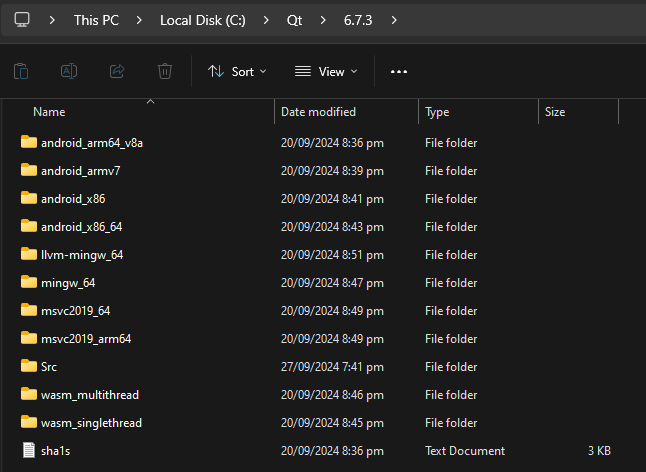 This PC > Local Disk (C:) > Qt > 6.7.3 >
Sort View
Name Date modified Type Size
android_arm64_v8a 20/09/2024 8:36 pm File folder
android_armv7 20/09/2024 8:39 pm File folder
android_x86 20/09/2024 8:41 pm File folder
android_x86_64 20/09/2024 8:43 pm File folder
llvm-mingw_64 20/09/2024 8:51 pm File folder
mingw_64 20/09/2024 8:47 pm File folder
msvc2019_64 20/09/2024 8:49 pm File folder
msvc2019_arm64 20/09/2024 8:49 pm File folder
Src 27/09/2024 7:41 pm File folder
wasm_multithread 20/09/2024 8:46 pm File folder
wasm_singlethread 20/09/2024 8:45 pm File folder
sha1s 20/09/2024 8:36 pm Text Document 3 KB